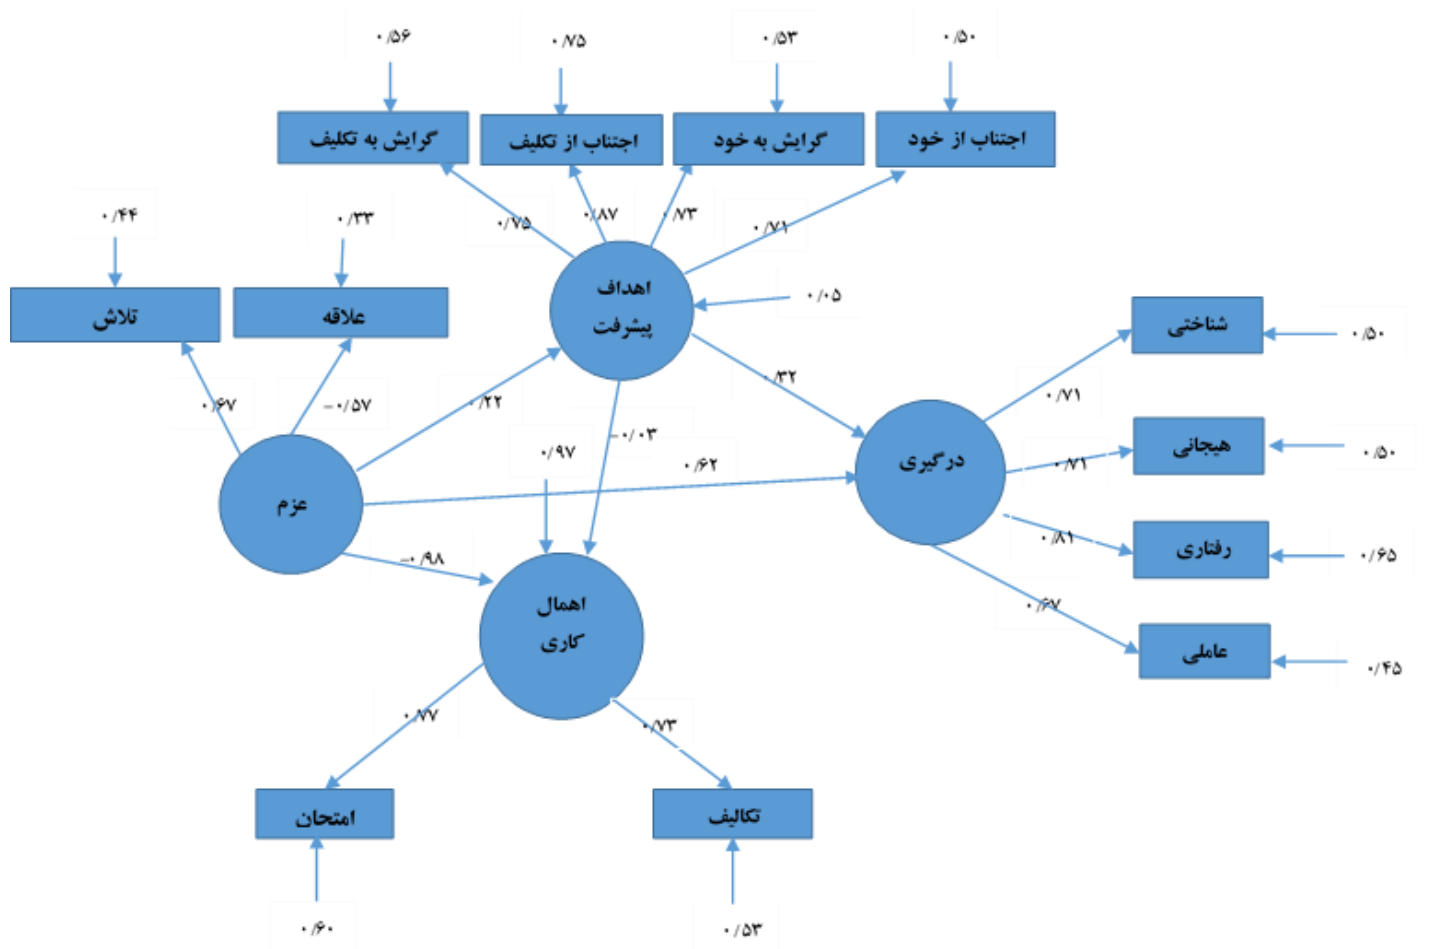 ۰/۵۶
۰/۷۵
۰/۵۳
۰/۵۰
گرایش به تکلیف
اجتناب از تکلیف
گرایش به خود
اجتناب از خود
۰/۴۴
۰/۳۳
۰/۷۵
۰/۸۷
۰/۷۳
۰/۷۱
تلاش
علاقه
اهداف
پیشرفت
۰/۰۵
شناختی
۰/۵۰
۰/۶۷
-۰/۵۷
۰/۲۲
۰/۳۲
۰/۷۱
۰/۹۷
-۰/۰۳
۰/۶۲
درگیری
۰/۷۱
هیجانی
۰/۵۰
عزم
-۰/۹۸
۰/۸۱
رفتاری
۰/۶۵
اهمال
کاری
۰/۶۷
عاملی
۰/۴۵
۰/۷۷
۰/۷۳
امتحان
تکالیف
۰/۶۰
۰/۵۳